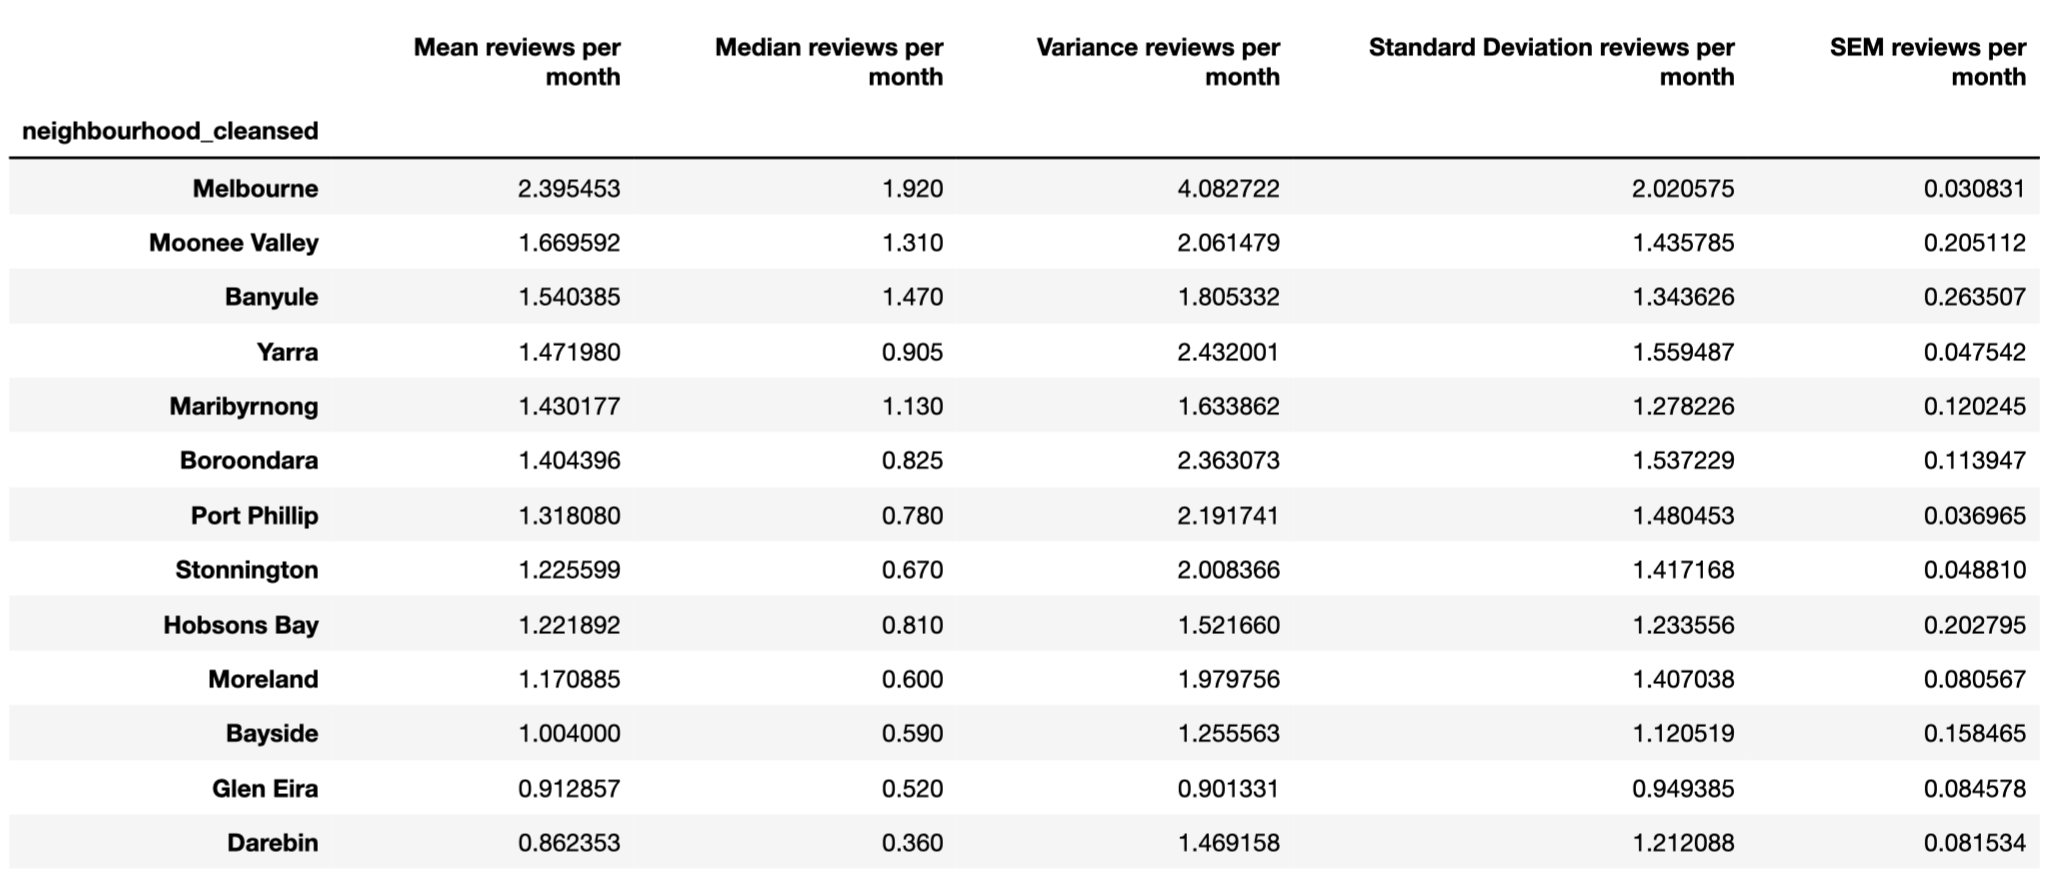 Mean reviews per Median reviews per Variance reviews per Standard Deviation reviews per SEM reviews per
month month month month month
neighbourhood_cleansed
Melbourne 2.395453 1.920 4.082722 2.020575 0.030831
Moonee Valley 1.669592 1.310 2.061479 1.435785 0.205112
Banyule 1.540385 1.470 1.805332 1.343626 0.263507
Yarra 1.471980 0.905 2.432001 1.559487 0.047542
Maribyrnong 1.430177 1.130 1.633862 1.278226 0.120245
Boroondara 1.404396 0.825 2.363073 1.537229 0.113947
Port Phillip 1.318080 0.780 2.191741 1.480453 0.036965
Stonnington 1.225599 0.670 2.008366 1.417168 0.048810
Hobsons Bay 1.221892 0.810 1.521660 1.233556 0.202795
Moreland 1.170885 0.600 1.979756 1.407038 0.080567
Bayside 1.004000 0.590 1.255563 1.120519 0.158465
Glen Eira 0.912857 0.520 0.901331 0.949385 0.084578
Darebin 0.862353 0.360 1.469158 1.212088 0.081534